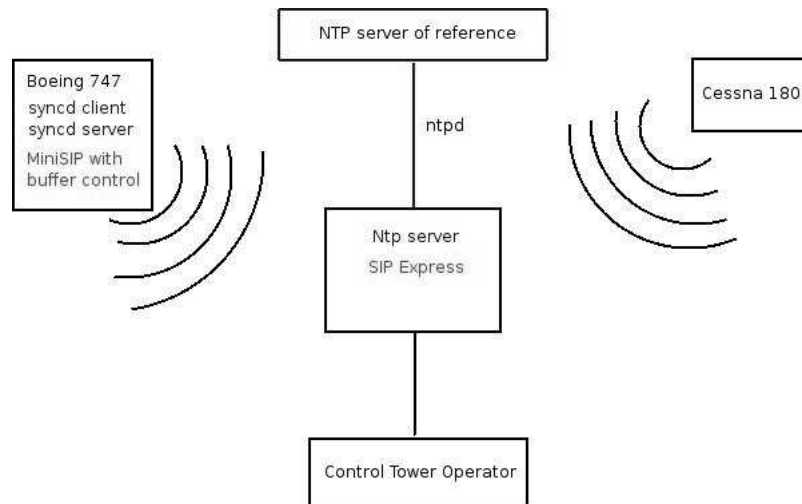 NTP server of reference
Boeing 747
syncd client
syncd server
MiniSIP with
buffer control
Cessna 180
ntpd
Ntp server
SIP Express
Control Tower Operator